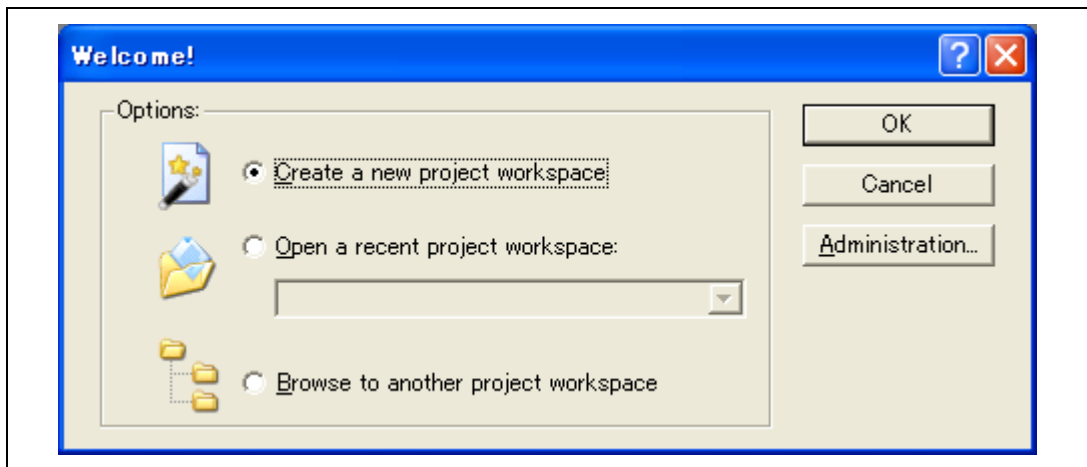 Welcome!
Options:
Create a new project workspace
Open a recent project workspace:
Browse to another project workspace
OK
Cancel
Administration...